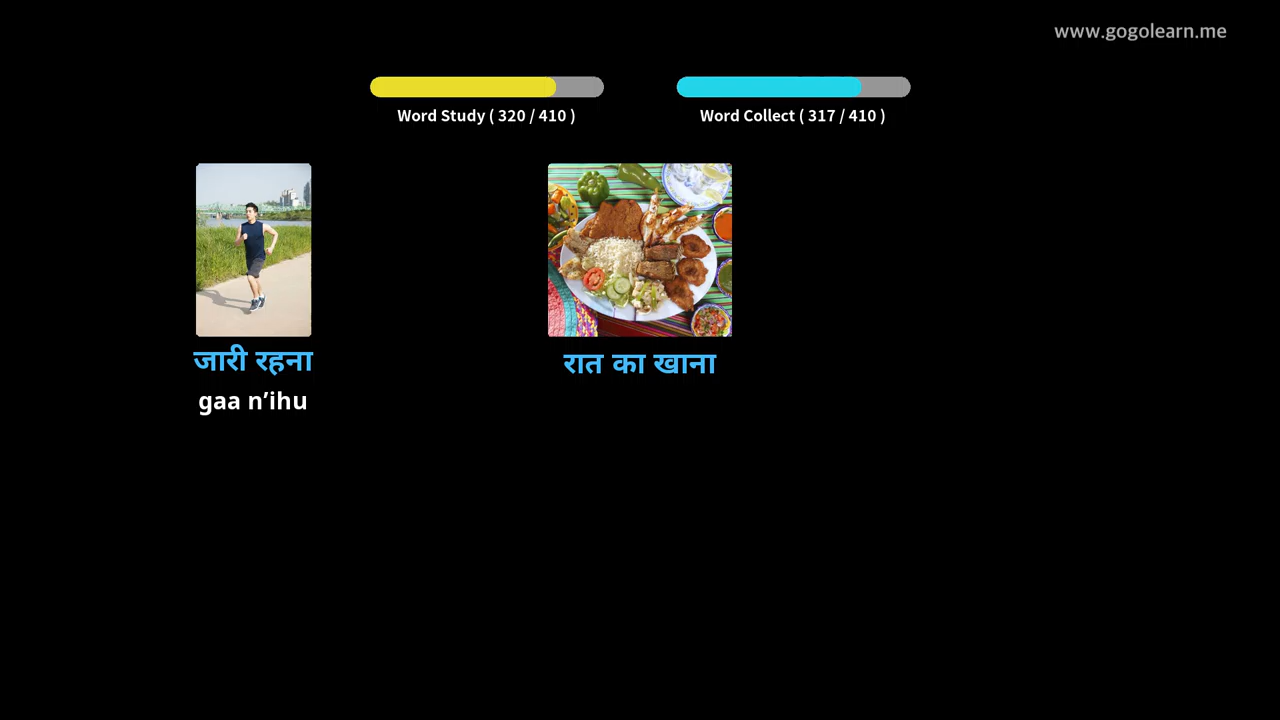 www.gogolearn.me
Word Study ( 320 / 410 )
Word Collect ( 317 / 410 )
जारी रहना
gaa n’ihu
रात का खाना